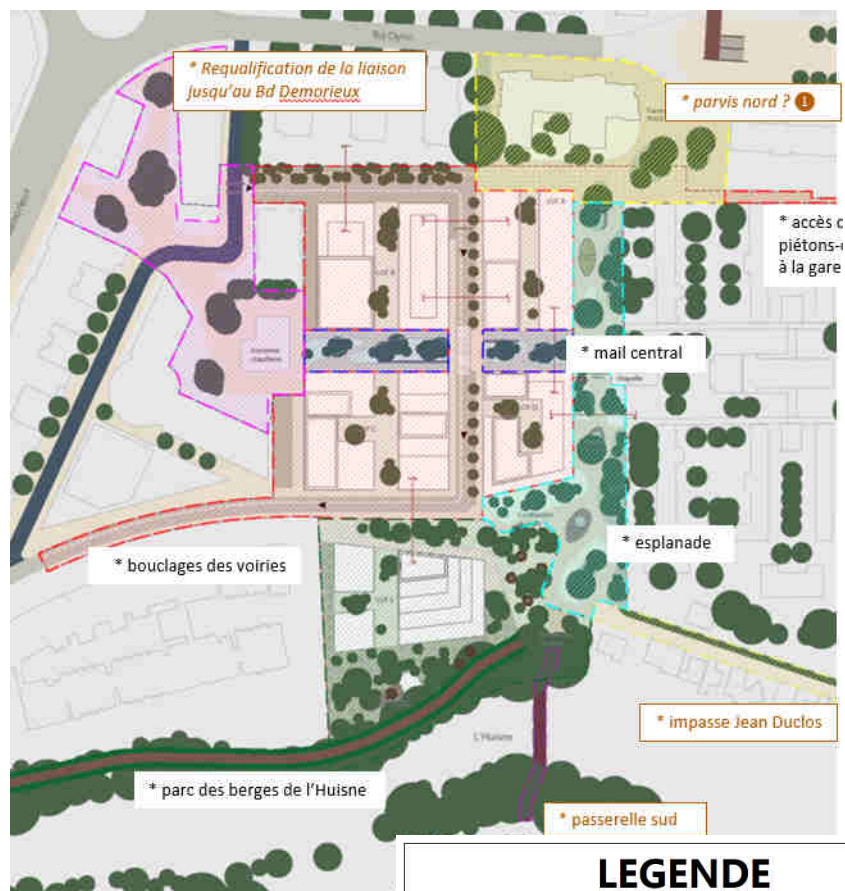 * Requalification de la liaison
jusqu'au Bd Demorieux
* parvis nord ? 1
* accès
piétons-
à la gare
* mail central
* esplanade
* bouclages des voiries
* impasse Jean Duclos
L'Huisne
* parc des berges de l'Huisne
* passerelle sud
LEGENDE